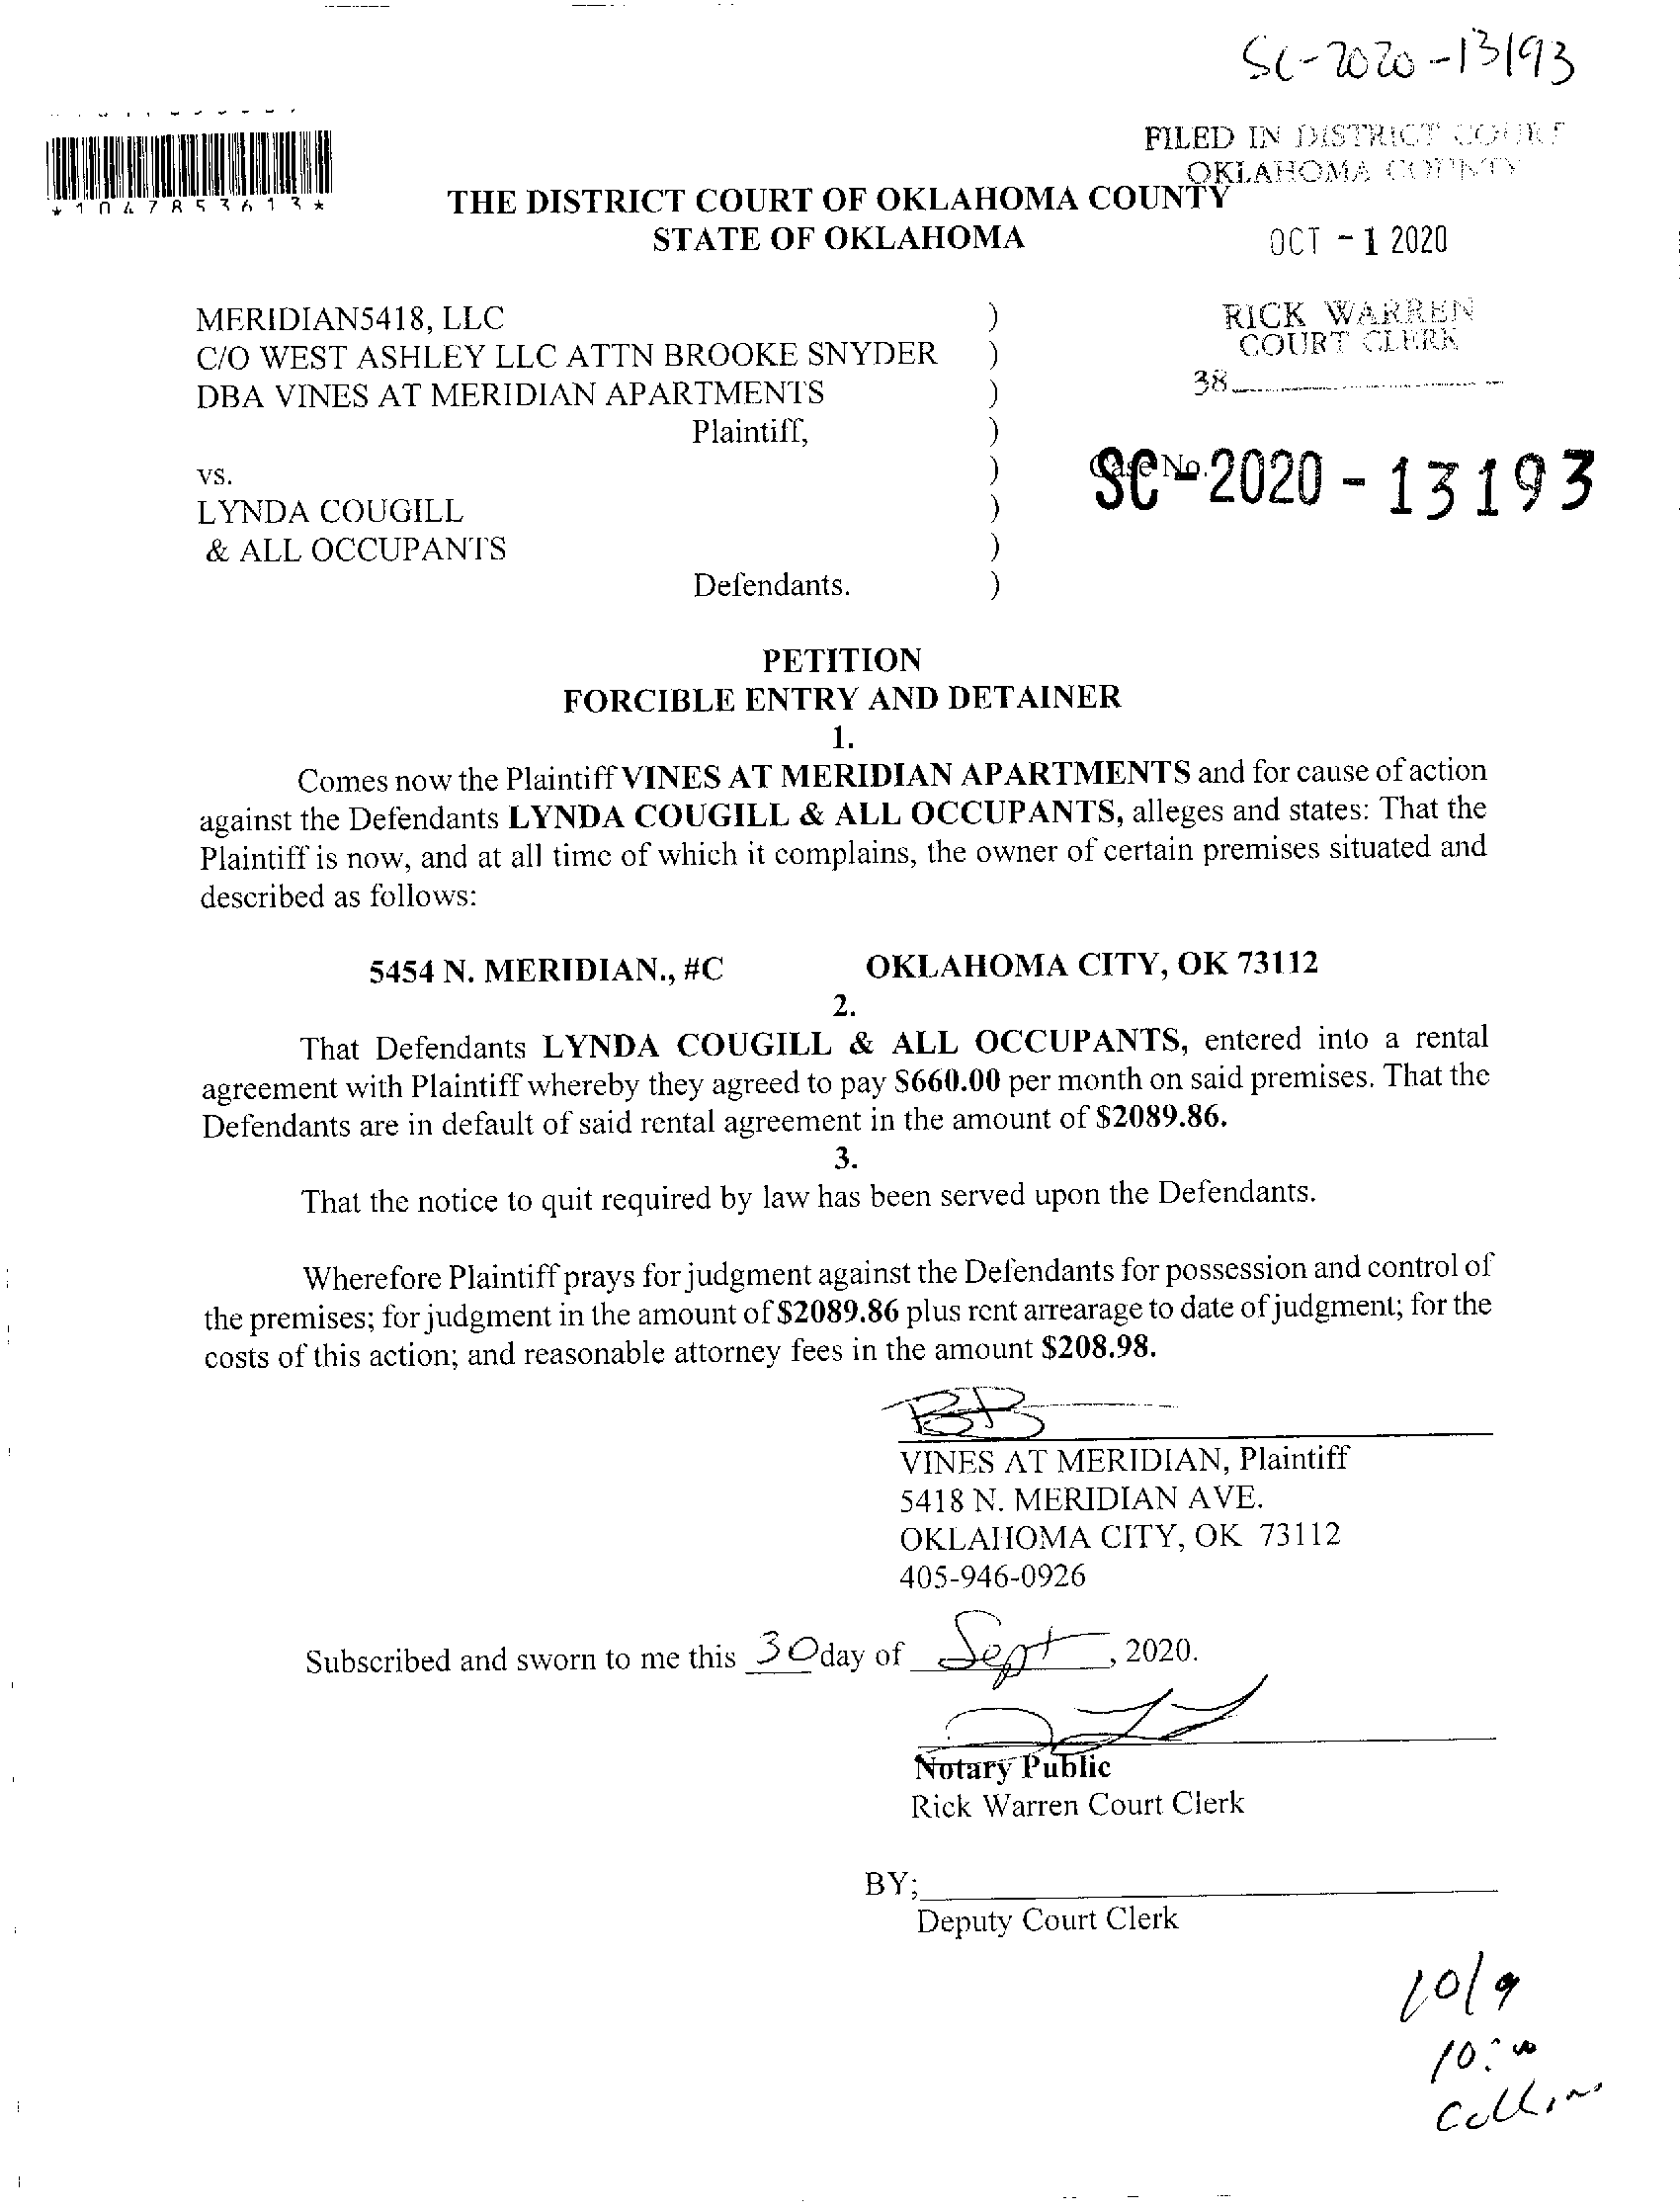 SC-2020-13193
FILED IN DISTRICT COURT
OKLAHOMA COUNTY
*1047853613*
THE DISTRICT COURT OF OKLAHOMA COUNTY
STATE OF OKLAHOMA
OCT - 1 2020
MERIDIAN5418, LLC )
C/O WEST ASHLEY LLC ATTN BROOKE SNYDER )
DBA VINES AT MERIDIAN APARTMENTS )
Plaintiff, )
RICK WARREN
COURT CLERK
38
vs. )
Case No.
SC-2020-13193
LYNDA COUGILL )
& ALL OCCUPANTS )
Defendants. )
PETITION
FORCIBLE ENTRY AND DETAINER
1.
Comes now the Plaintiff VINES AT MERIDIAN APARTMENTS and for cause of action
against the Defendants LYNDA COUGILL & ALL OCCUPANTS, alleges and states: That the
Plaintiff is now, and at all time of which it complains, the owner of certain premises situated and
described as follows:
5454 N. MERIDIAN., #C OKLAHOMA CITY, OK 73112
2.
That Defendants LYNDA COUGILL & ALL OCCUPANTS, entered into a rental
agreement with Plaintiff whereby they agreed to pay $660.00 per month on said premises. That the
Defendants are in default of said rental agreement in the amount of $2089.86.
3.
That the notice to quit required by law has been served upon the Defendants.
Wherefore Plaintiff prays for judgment against the Defendants for possession and control of
the premises; for judgment in the amount of $2089.86 plus rent arrearage to date of judgment; for the
costs of this action; and reasonable attorney fees in the amount $208.98.
BB
VINES AT MERIDIAN, Plaintiff
5418 N. MERIDIAN AVE.
OKLAHOMA CITY, OK 73112
405-946-0926
Subscribed and sworn to me this 30 day of Sept, 2020.
Notary Public
Rick Warren Court Clerk
BY;
Deputy Court Clerk
10/9
10:00
Collins